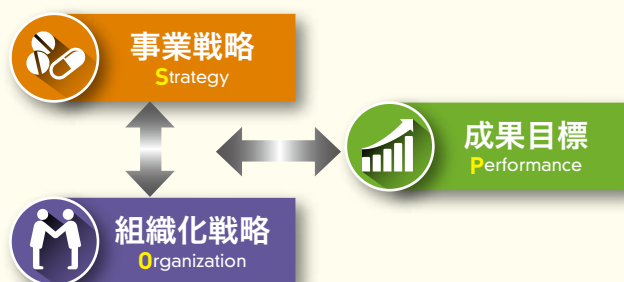 事業戦略
Strategy
成果目標
Performance
組織化戦略
Organization